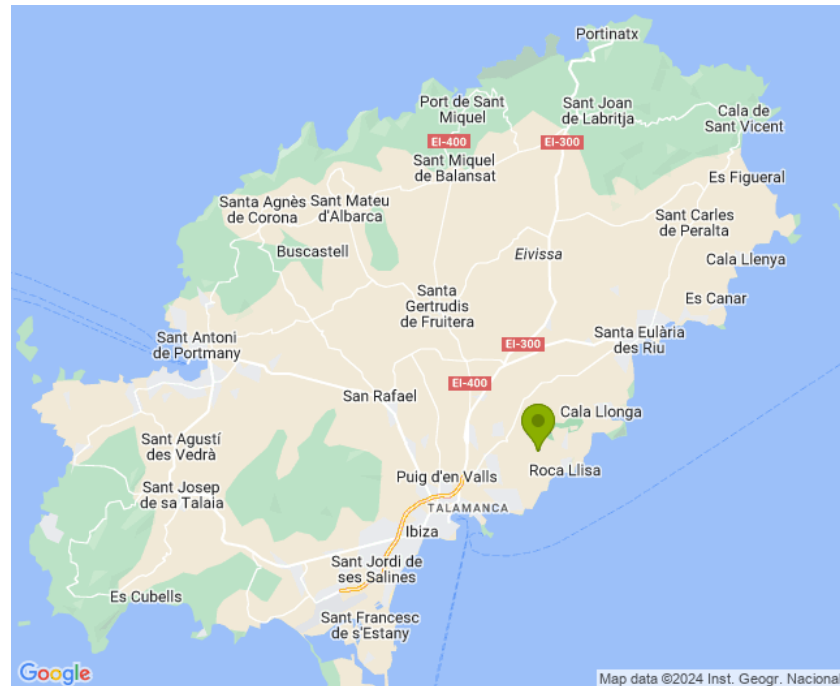 Portinatx
Port de Sant
Miquel
Sant Joan
de Labritja
Cala de
Sant Vicent
EI-400
EI-300
Sant Miquel
de Balansat
Es Figueral
Santa Agnès
de Corona
Sant Mateu
d'Albarca
Sant Carles
de Peralta
Buscastell
Eivissa
Cala Llenya
Santa
Gertrudis
de Fruitera
Es Canar
Sant Antoni
de Portmany
Santa Eulària
des Riu
EI-300
EI-400
San Rafael
Cala Llonga
Sant Agustí
des Vedrà
Roca Llisa
Puig d'en Valls
Sant Josep
de sa Talaia
TALAMANCA
Ibiza
Sant Jordi de
ses Salines
Es Cubells
Sant Francesc
de s'Estany
Google
Map data ©2024 Inst. Geogr. Nacional